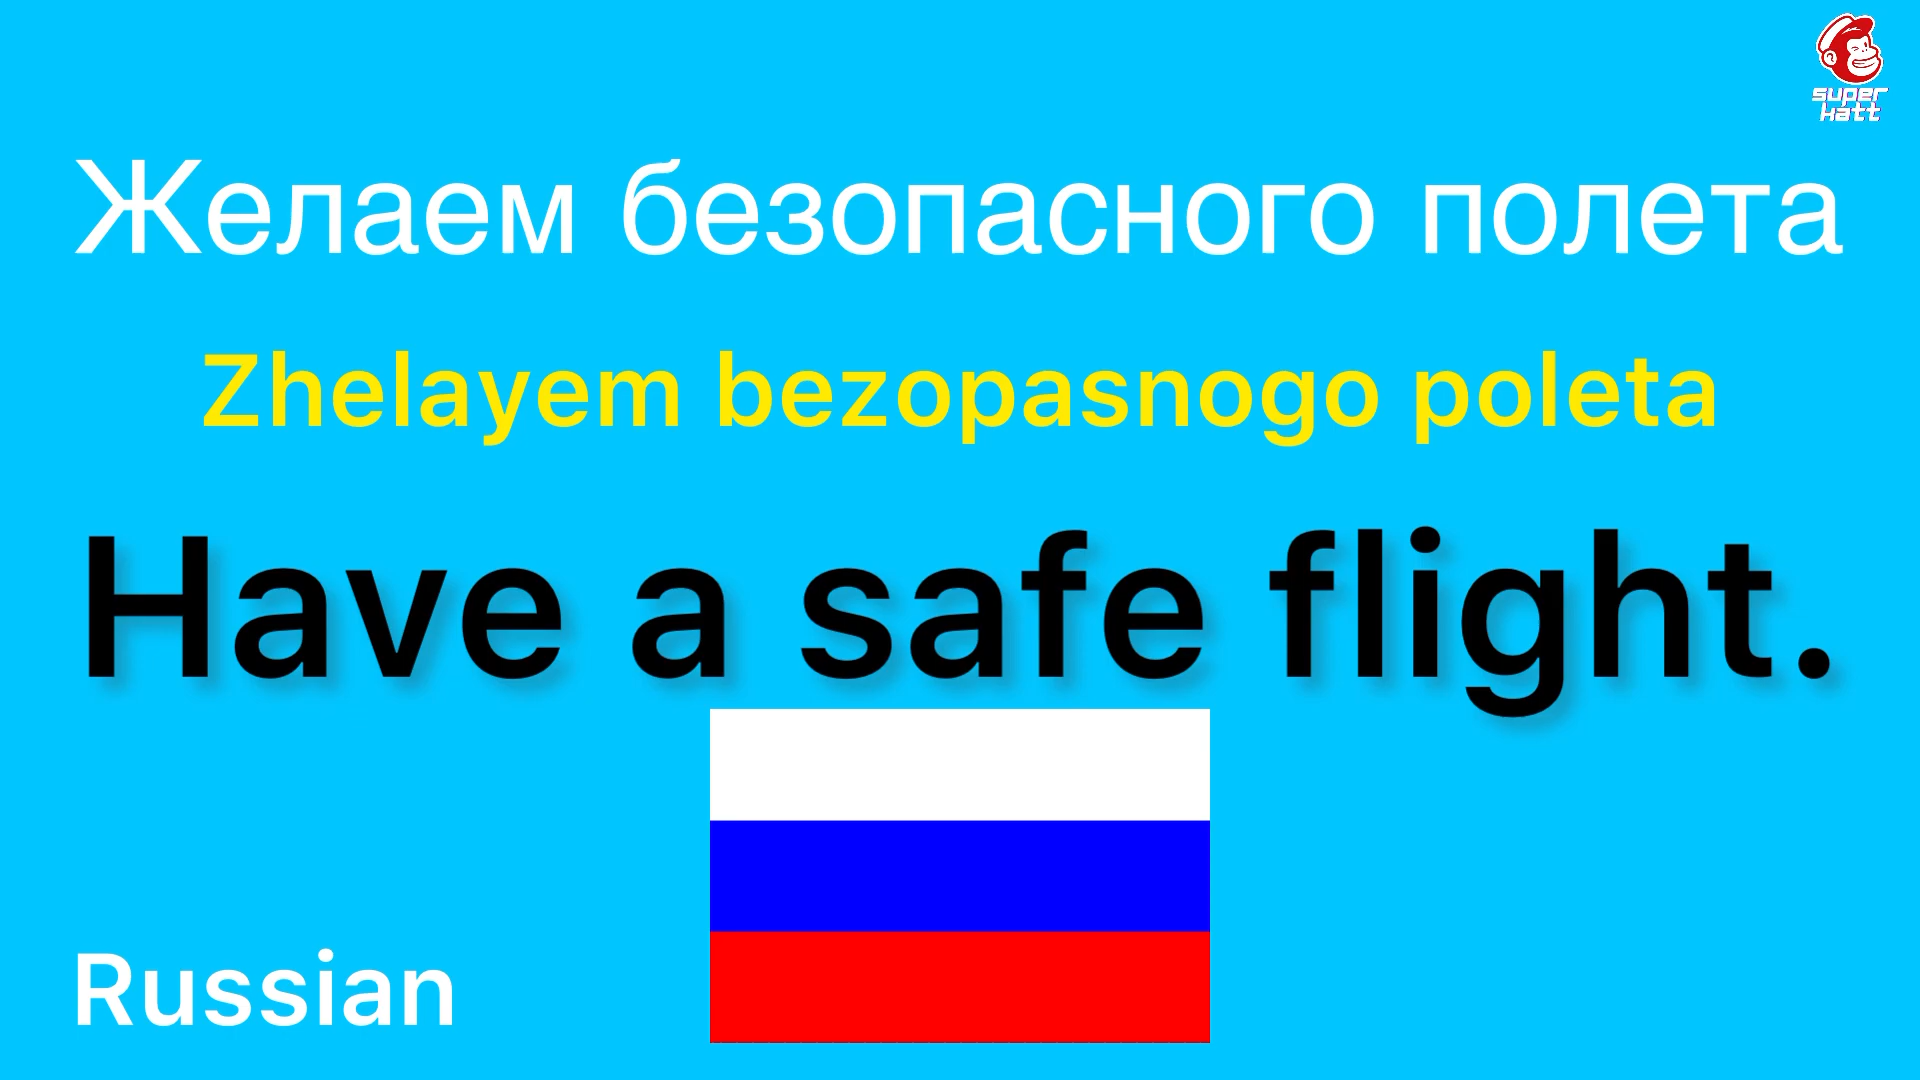 super
Hatt
Желаем безопасного полета
Zhelayem bezopasnogo poleta
Have a safe flight.
Russian